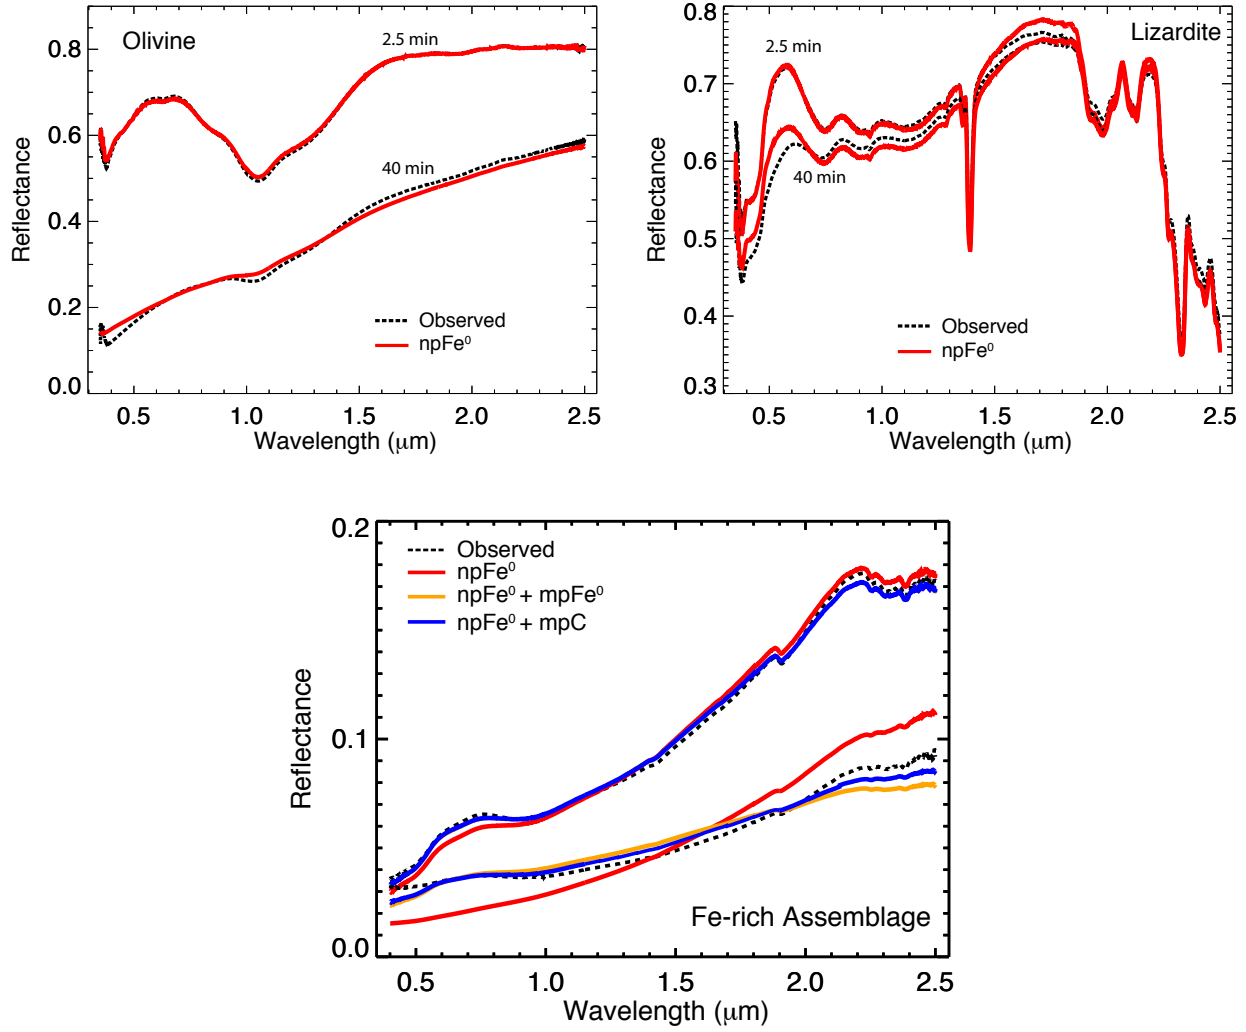 Olivine
2.5 min
40 min
Observed
npFe⁰
Reflectance
0.8
0.6
0.4
0.2
0.0
0.5 1.0 1.5 2.0 2.5
Wavelength (μm)
Lizardite
2.5 min
40 min
Observed
npFe⁰
Reflectance
0.8
0.7
0.6
0.5
0.4
0.3
0.5 1.0 1.5 2.0 2.5
Wavelength (μm)
Observed
npFe⁰
npFe⁰ + mpFe⁰
npFe⁰ + mpC
Fe-rich Assemblage
Reflectance
0.2
0.1
0.0
0.5 1.0 1.5 2.0 2.5
Wavelength (μm)